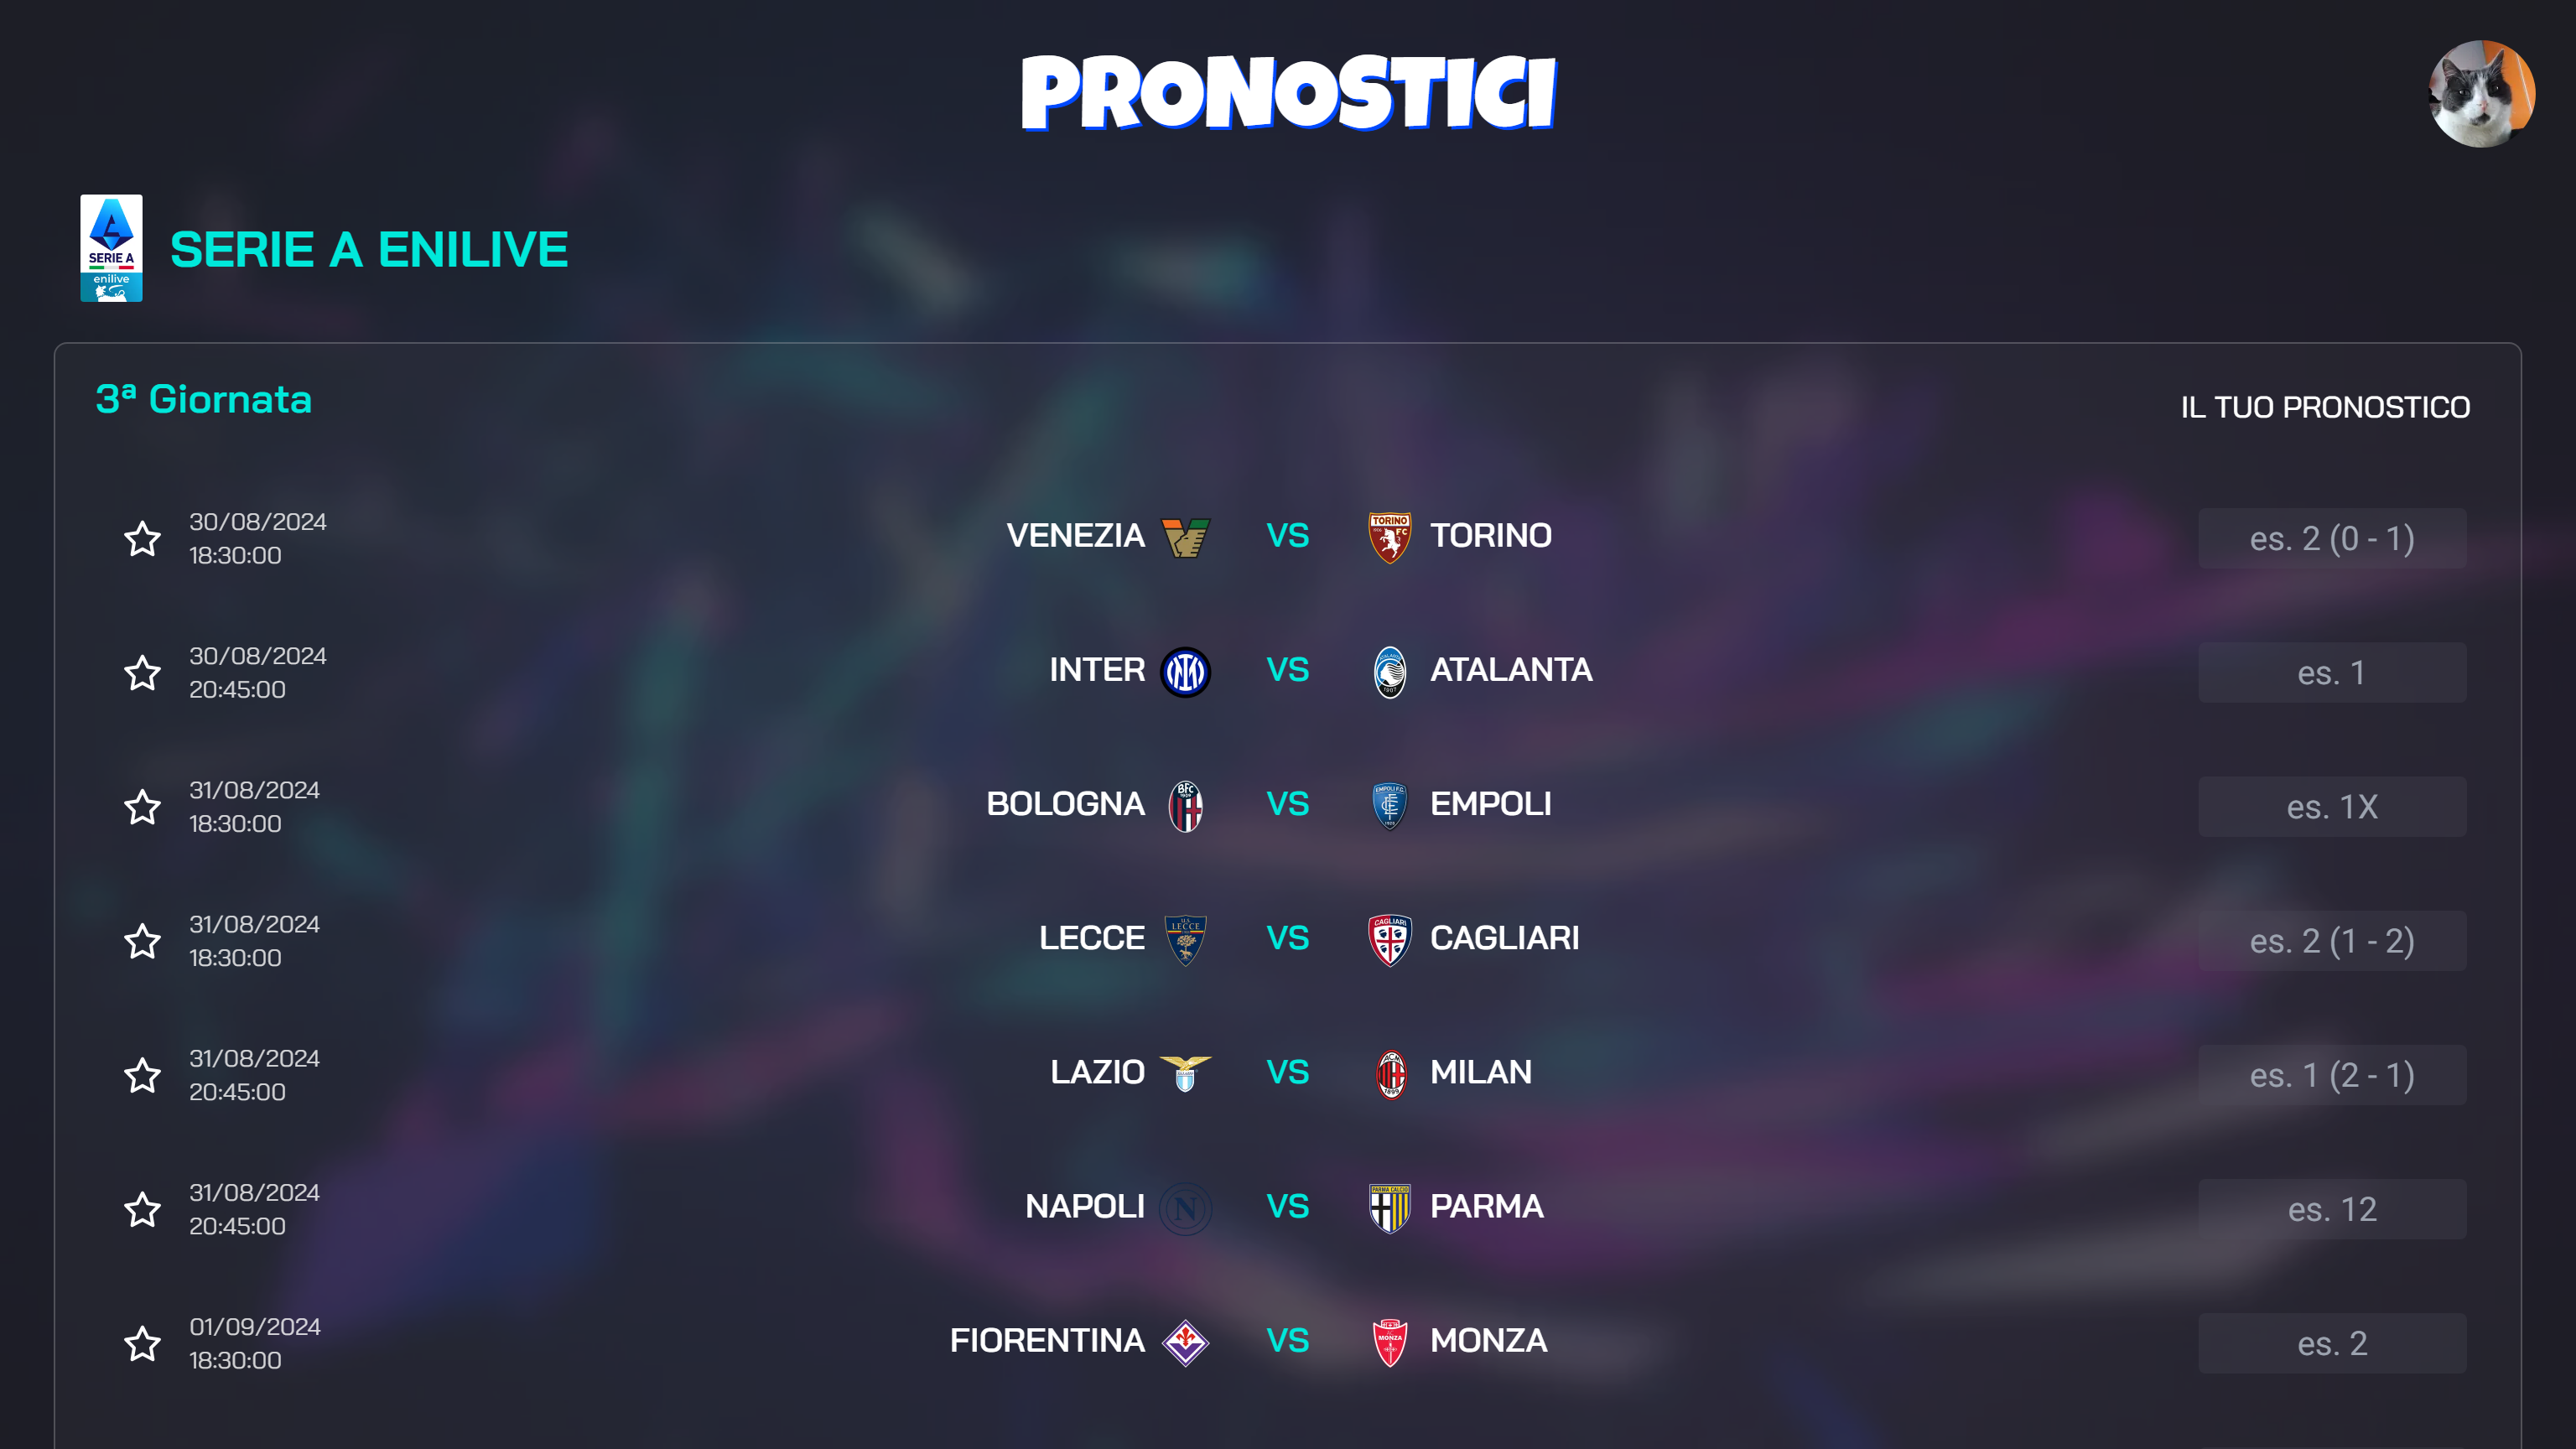 PRONOSTICI
SERIE A
enilive
SERIE A ENILIVE
3ª Giornata
IL TUO PRONOSTICO
30/08/2024
18:30:00
VENEZIA VS TORINO
es. 2 (0 - 1)
30/08/2024
20:45:00
INTER VS ATALANTA
es. 1
31/08/2024
18:30:00
BOLOGNA VS EMPOLI
es. 1X
31/08/2024
18:30:00
LECCE VS CAGLIARI
es. 2 (1 - 2)
31/08/2024
20:45:00
LAZIO VS MILAN
es. 1 (2 - 1)
31/08/2024
20:45:00
NAPOLI VS PARMA
es. 12
01/09/2024
18:30:00
FIORENTINA VS MONZA
es. 2